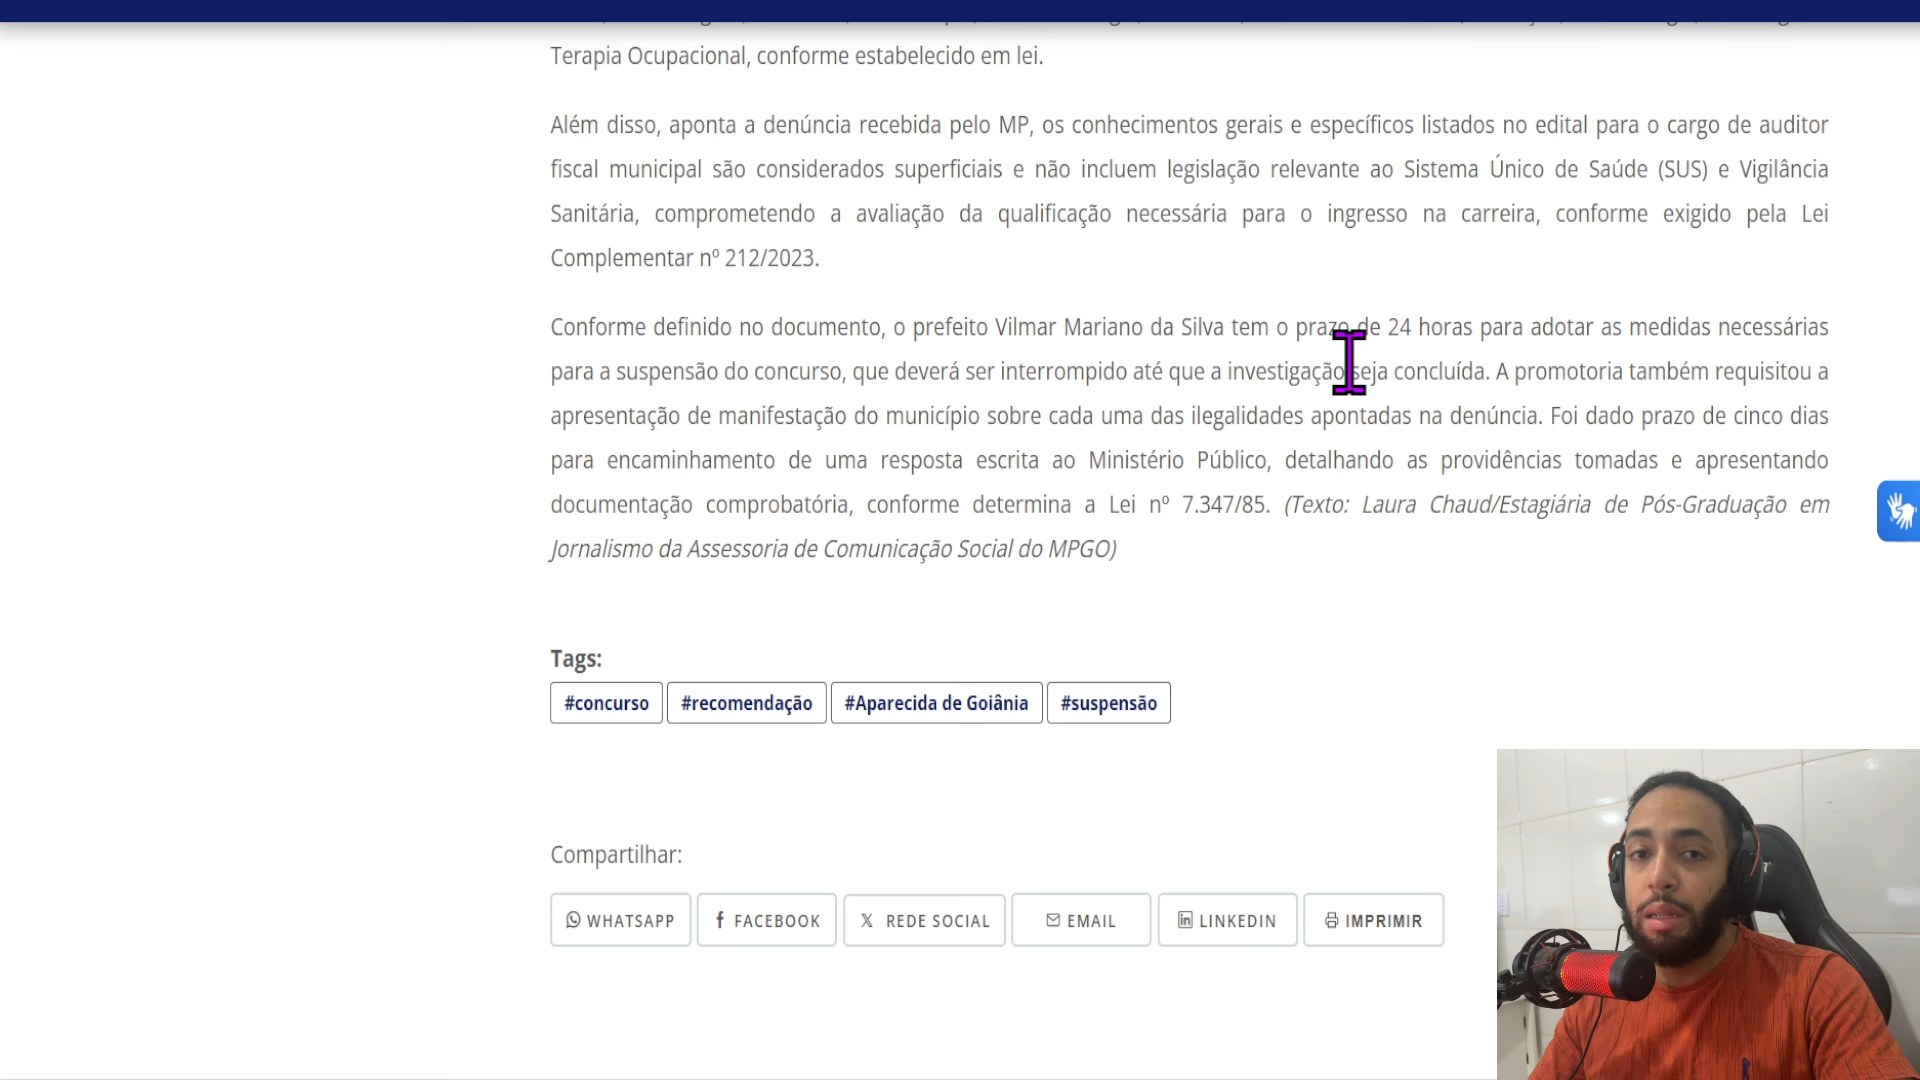 Terapia Ocupacional, conforme estabelecido em lei.
Além disso, aponta a denúncia recebida pelo MP, os conhecimentos gerais e específicos listados no edital para o cargo de auditor
fiscal municipal são considerados superficiais e não incluem legislação relevante ao Sistema Único de Saúde (SUS) e Vigilância
Sanitária, comprometendo a avaliação da qualificação necessária para o ingresso na carreira, conforme exigido pela Lei
Complementar nº 212/2023.
Conforme definido no documento, o prefeito Vilmar Mariano da Silva tem o prazo de 24 horas para adotar as medidas necessárias
para a suspensão do concurso, que deverá ser interrompido até que a investigação seja concluída. A promotoria também requisitou a
apresentação de manifestação do município sobre cada uma das ilegalidades apontadas na denúncia. Foi dado prazo de cinco dias
para encaminhamento de uma resposta escrita ao Ministério Público, detalhando as providências tomadas e apresentando
documentação comprobatória, conforme determina a Lei nº 7.347/85. (Texto: Laura Chaud/Estagiária de Pós-Graduação em
Jornalismo da Assessoria de Comunicação Social do MPGO)
Tags:
#concurso #recomendação #Aparecida de Goiânia #suspensão
Compartilhar:
WHATSAPP FACEBOOK REDE SOCIAL EMAIL LINKEDIN IMPRIMIR